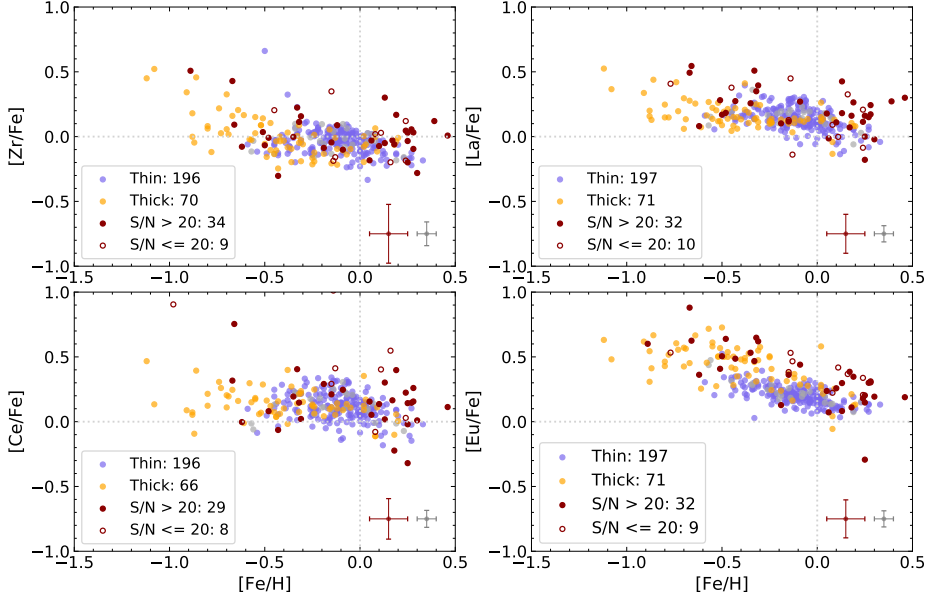 1.0
0.5
0.0
−0.5
−1.0
[Zr/Fe]
Thin: 196
Thick: 70
S/N > 20: 34
S/N <= 20: 9
−1.5 −1.0 −0.5 0.0 0.5
1.0
0.5
0.0
−0.5
−1.0
[La/Fe]
Thin: 197
Thick: 71
S/N > 20: 32
S/N <= 20: 10
−1.5 −1.0 −0.5 0.0 0.5
1.0
0.5
0.0
−0.5
−1.0
[Ce/Fe]
Thin: 196
Thick: 66
S/N > 20: 29
S/N <= 20: 8
−1.5 −1.0 −0.5 0.0 0.5
[Fe/H]
1.0
0.5
0.0
−0.5
−1.0
[Eu/Fe]
Thin: 197
Thick: 71
S/N > 20: 32
S/N <= 20: 9
−1.5 −1.0 −0.5 0.0 0.5
[Fe/H]